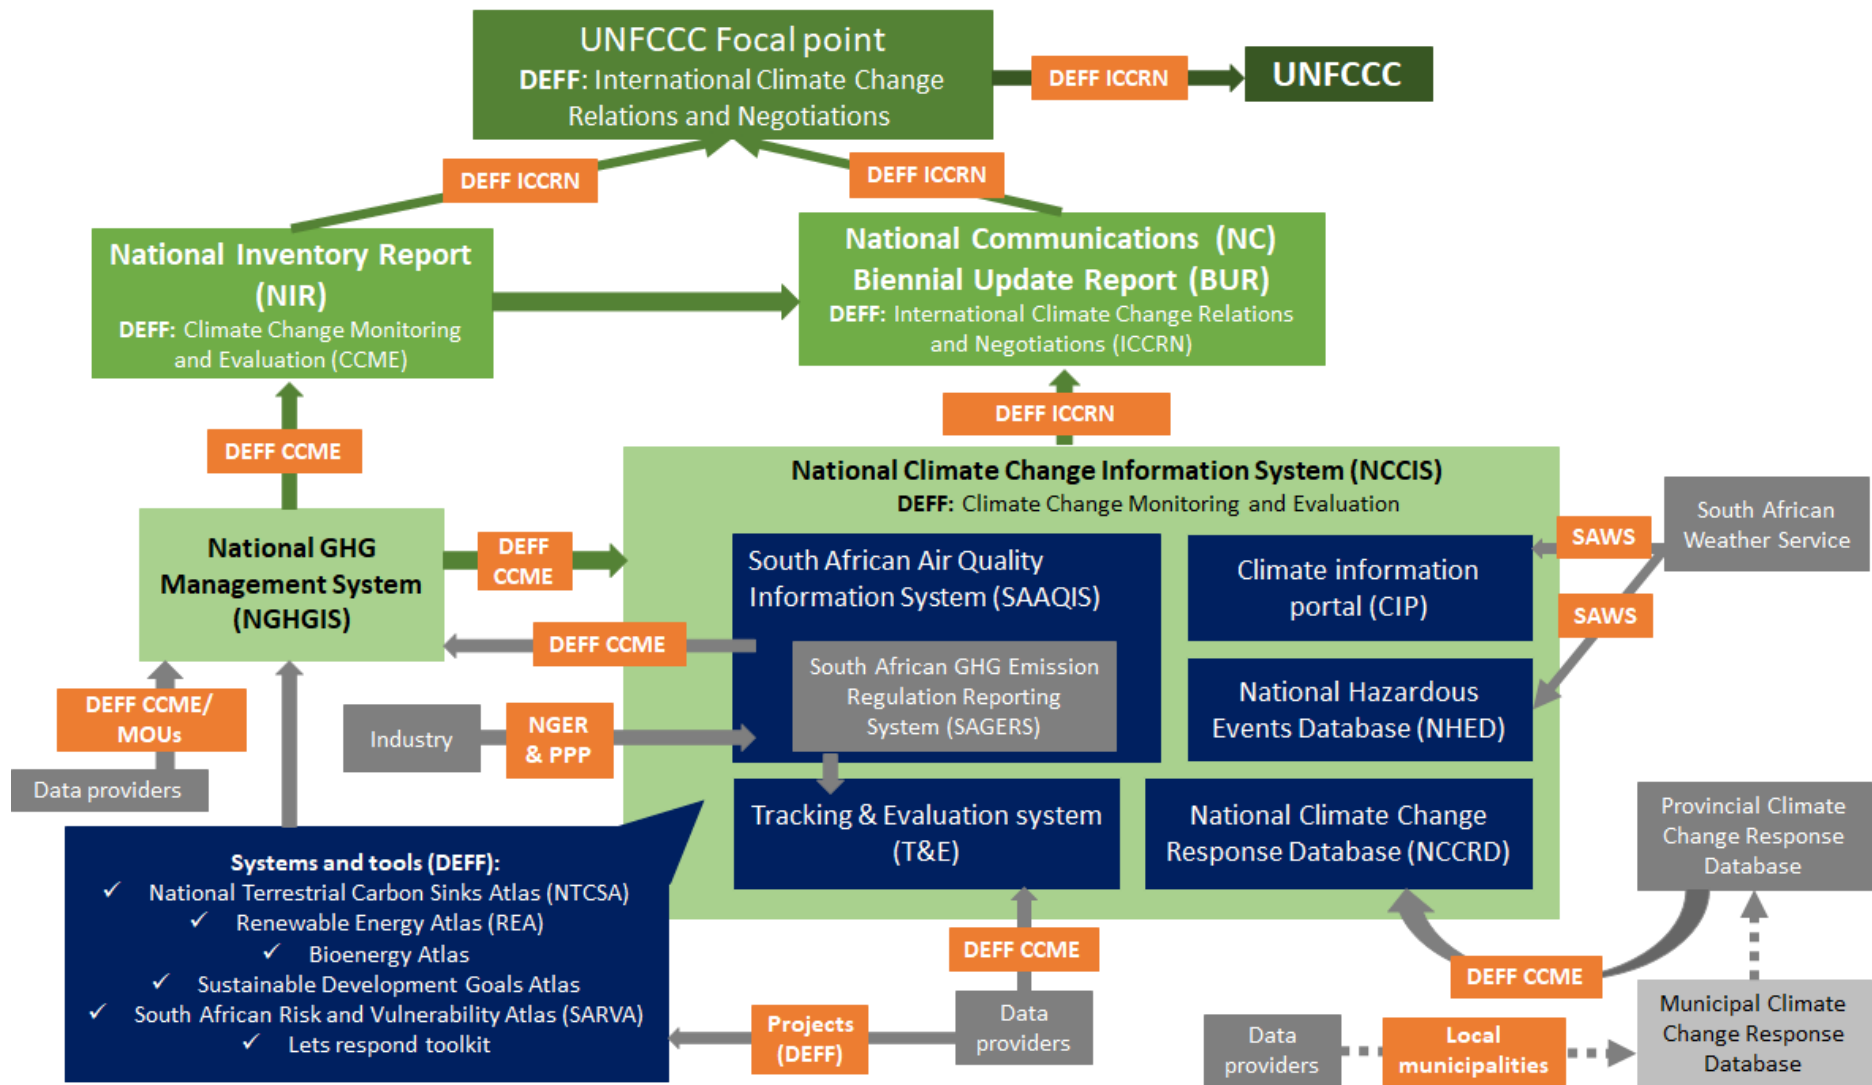 UNFCCC Focal point
DEFF: International Climate Change
Relations and Negotiations
DEFF ICCRN
UNFCCC
DEFF ICCRN
DEFF ICCRN
National Inventory Report
(NIR)
DEFF: Climate Change Monitoring
and Evaluation (CCME)
National Communications (NC)
Biennial Update Report (BUR)
DEFF: International Climate Change Relations
and Negotiations (ICCRN)
DEFF CCME
DEFF ICCRN
National GHG
Management System
(NGHGIS)
DEFF
CCME
DEFF CCME
National Climate Change Information System (NCCIS)
DEFF: Climate Change Monitoring and Evaluation
South African Air Quality
Information System (SAAQIS)
South African GHG Emission
Regulation Reporting
System (SAGERS)
Climate information
portal (CIP)
National Hazardous
Events Database (NHED)
Tracking & Evaluation system
(T&E)
National Climate Change
Response Database (NCCRD)
SAWS
SAWS
South African
Weather Service
DEFF CCME/
MOUs
Data providers
Industry
NGER
& PPP
Systems and tools (DEFF):
✓ National Terrestrial Carbon Sinks Atlas (NTCSA)
✓ Renewable Energy Atlas (REA)
✓ Bioenergy Atlas
✓ Sustainable Development Goals Atlas
✓ South African Risk and Vulnerability Atlas (SARVA)
✓ Lets respond toolkit
Projects
(DEFF)
DEFF CCME
Data
providers
Provincial Climate
Change Response
Database
DEFF CCME
Data
providers
Local
municipalities
Municipal Climate
Change Response
Database